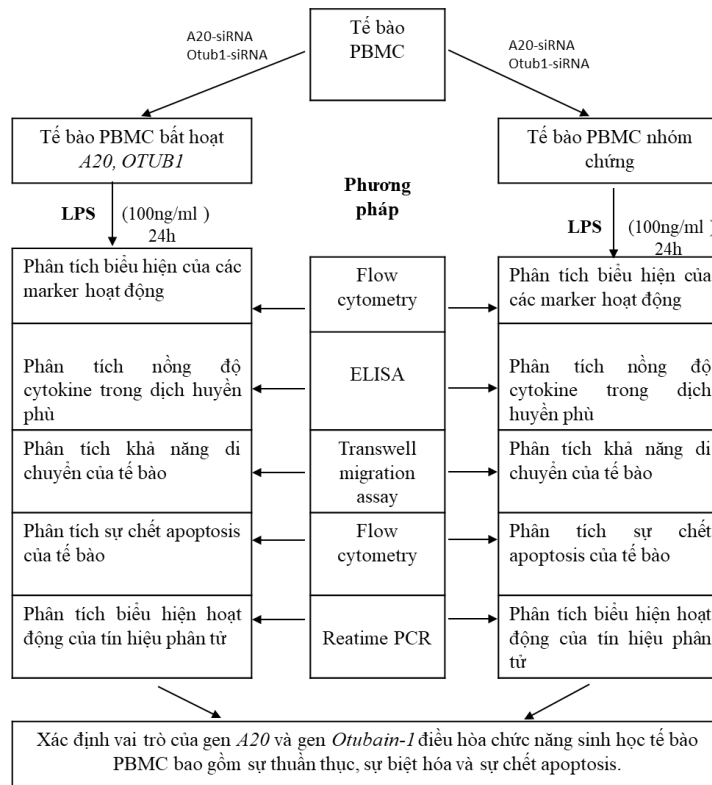 Tế bào
PBMC
A20-siRNA
Otub1-siRNA
A20-siRNA
Otub1-siRNA
Tế bào PBMC bất hoạt
A20, OTUB1
Tế bào PBMC nhóm
chứng
Phương
pháp
LPS (100ng/ml )
24h
LPS (100ng/ml )
24h
Phân tích biểu hiện của các
marker hoạt động
Flow
cytometry
Phân tích biểu hiện của
các marker hoạt động
Phân tích nồng độ
cytokine trong dịch huyền
phù
ELISA
Phân tích nồng độ
cytokine trong dịch
huyền phù
Phân tích khả năng di
chuyển của tế bào
Transwell
migration
assay
Phân tích khả năng di
chuyển của tế bào
Phân tích sự chết apoptosis
của tế bào
Flow
cytometry
Phân tích sự chết
apoptosis của tế bào
Phân tích biểu hiện hoạt
động của tín hiệu phân tử
Reatime PCR
Phân tích biểu hiện hoạt
động của tín hiệu phân
tử
Xác định vai trò của gen A20 và gen Otubain-1 điều hòa chức năng sinh học tế bào
PBMC bao gồm sự thuần thục, sự biệt hóa và sự chết apoptosis.